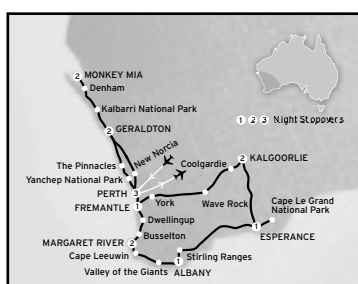 2 MONKEY MIA
Denham
Kalbarri National Park
2 GERALDTON
1 2 3 Night Stopovers
New Norcia
The Pinnacles
Coolgardie
2 KALGOORLIE
Yanchep National Park
PERTH 3
FREMANTLE 1
York
Wave Rock
Cape Le Grand
National Park
Dwellingup
Busselton
1 ESPERANCE
MARGARET RIVER 2
Cape Leeuwin
Stirling Ranges
Valley of the Giants
1 ALBANY